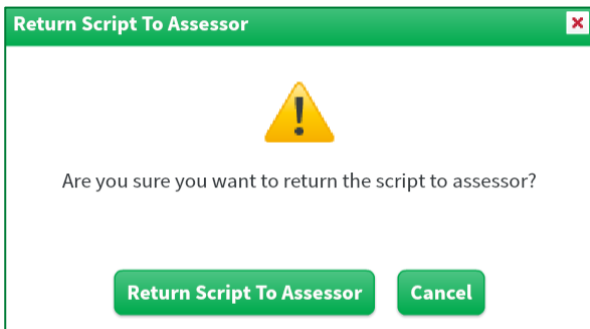 Return Script To Assessor
Are you sure you want to return the script to assessor?
Return Script To Assessor
Cancel